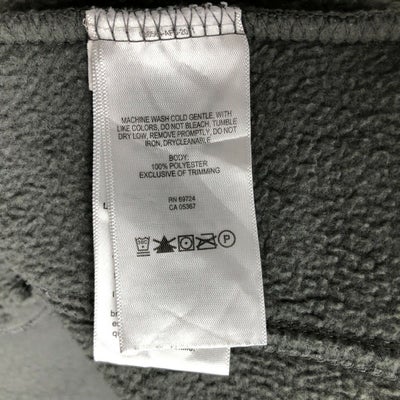 MACHINE WASH COLD GENTLE, WITH
LIKE COLORS, DO NOT BLEACH, TUMBLE
DRY LOW, REMOVE PROMPTLY, DO NOT
IRON, DRYCLEANABLE
BODY:
100% POLYESTER
EXCLUSIVE OF TRIMMING
RN 69724
CA 05367
P